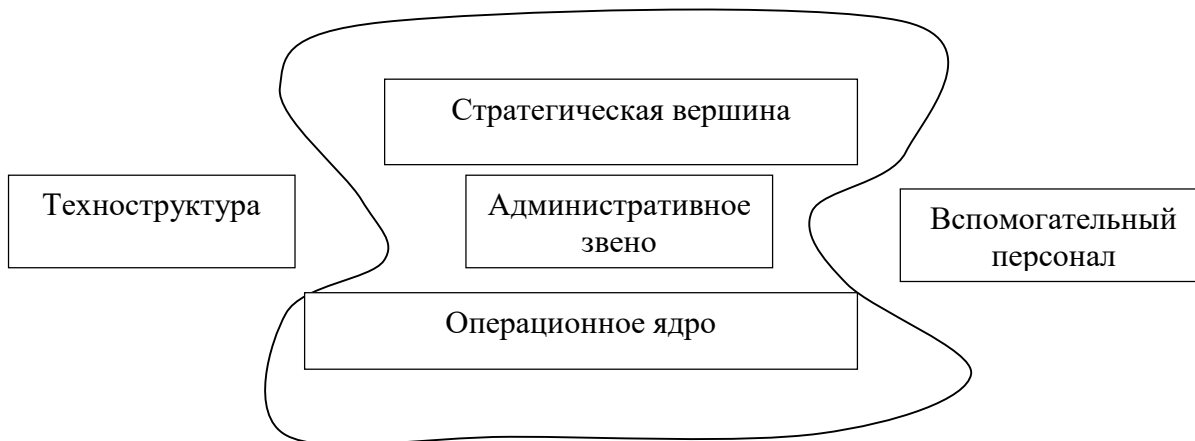 Стратегическая вершина
Техноструктура
Административное
звено
Вспомогательный
персонал
Операционное ядро